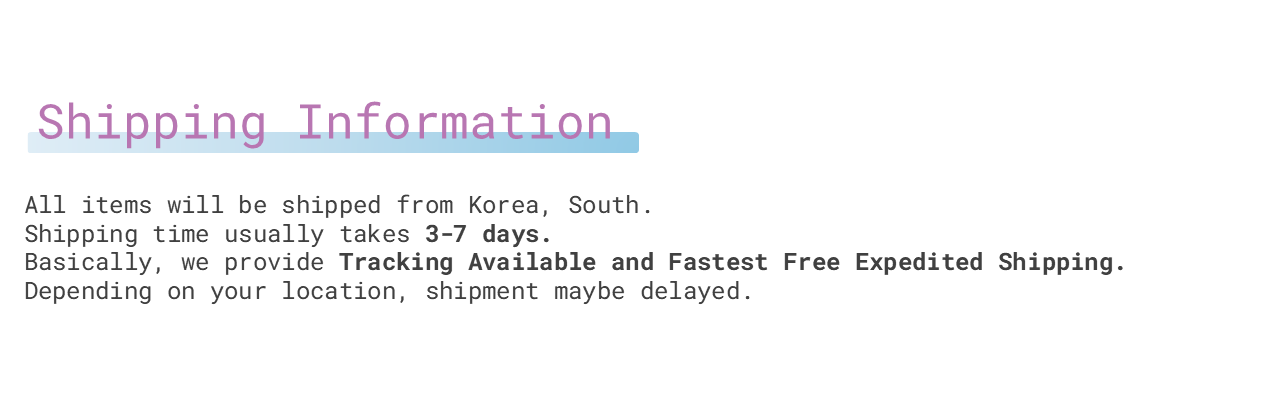 Shipping Information
All items will be shipped from Korea, South.
Shipping time usually takes 3-7 days.
Basically, we provide Tracking Available and Fastest Free Expedited Shipping.
Depending on your location, shipment maybe delayed.